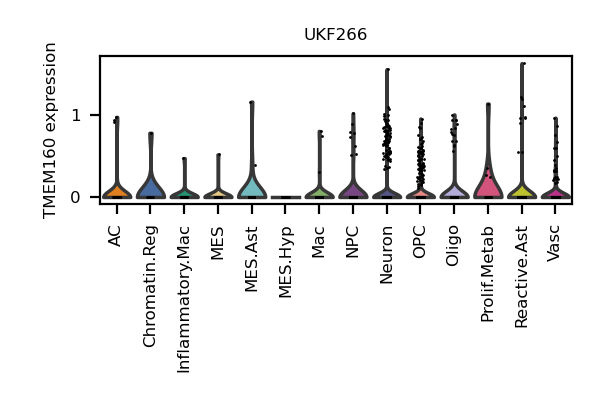 UKF266
TMEM160 expression
1
0
AC
Chromatin.Reg
Inflammatory.Mac
MES
MES.Ast
MES.Hyp
Mac
NPC
Neuron
OPC
Oligo
Prolif.Metab
Reactive.Ast
Vasc